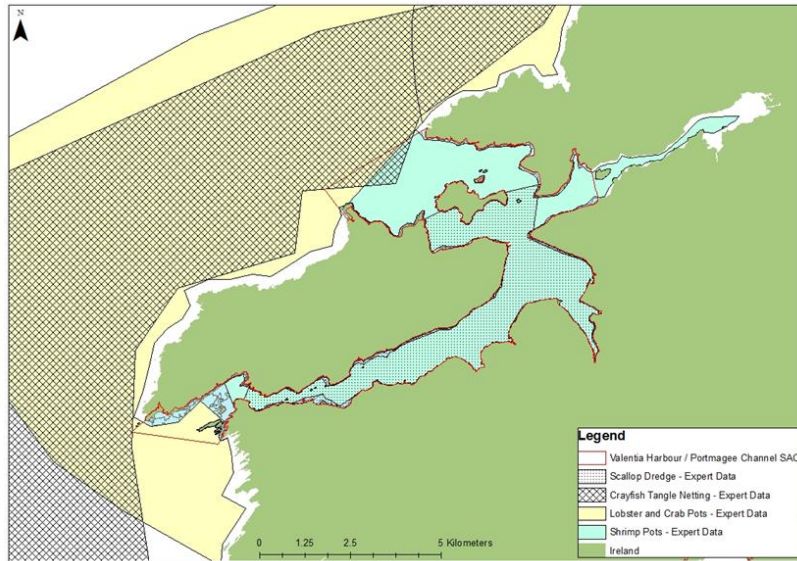 N
Legend
Valentia Harbour / Portmagee Channel SAC
Scallop Dredge - Expert Data
Crayfish Tangle Netting - Expert Data
Lobster and Crab Pots - Expert Data
Shrimp Pots - Expert Data
Ireland
0 1.25 2.5 5 Kilometers